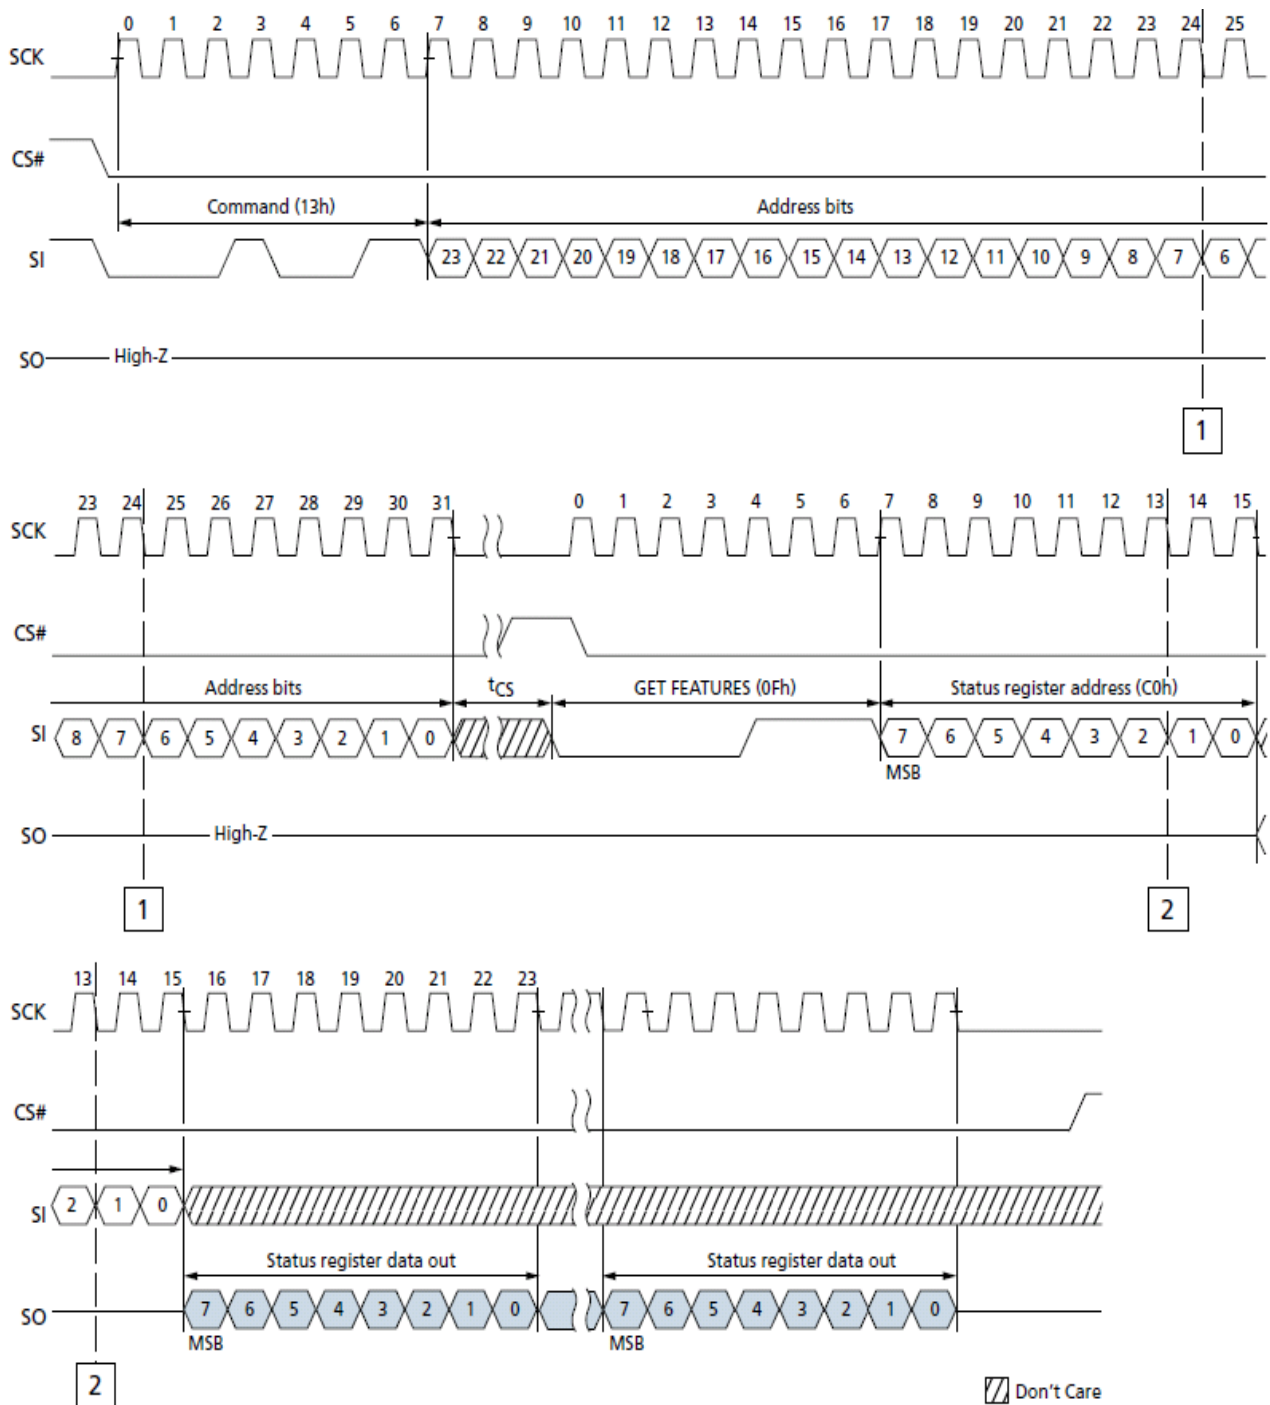 0 1 2 3 4 5 6 7 8 9 10 11 12 13 14 15 16 17 18 19 20 21 22 23 24 25
SCK
CS#
Command (13h) Address bits
SI 23 22 21 20 19 18 17 16 15 14 13 12 11 10 9 8 7 6
SO High-Z
1
23 24 25 26 27 28 29 30 31 0 1 2 3 4 5 6 7 8 9 10 11 12 13 14 15
SCK
CS#
Address bits tCS GET FEATURES (0Fh) Status register address (C0h)
SI 8 7 6 5 4 3 2 1 0 7 6 5 4 3 2 1 0
MSB
SO High-Z
1 2
13 14 15 16 17 18 19 20 21 22 23
SCK
CS#
SI 2 1 0
Status register data out Status register data out
SO 7 6 5 4 3 2 1 0 7 6 5 4 3 2 1 0
MSB MSB
2
Don't Care